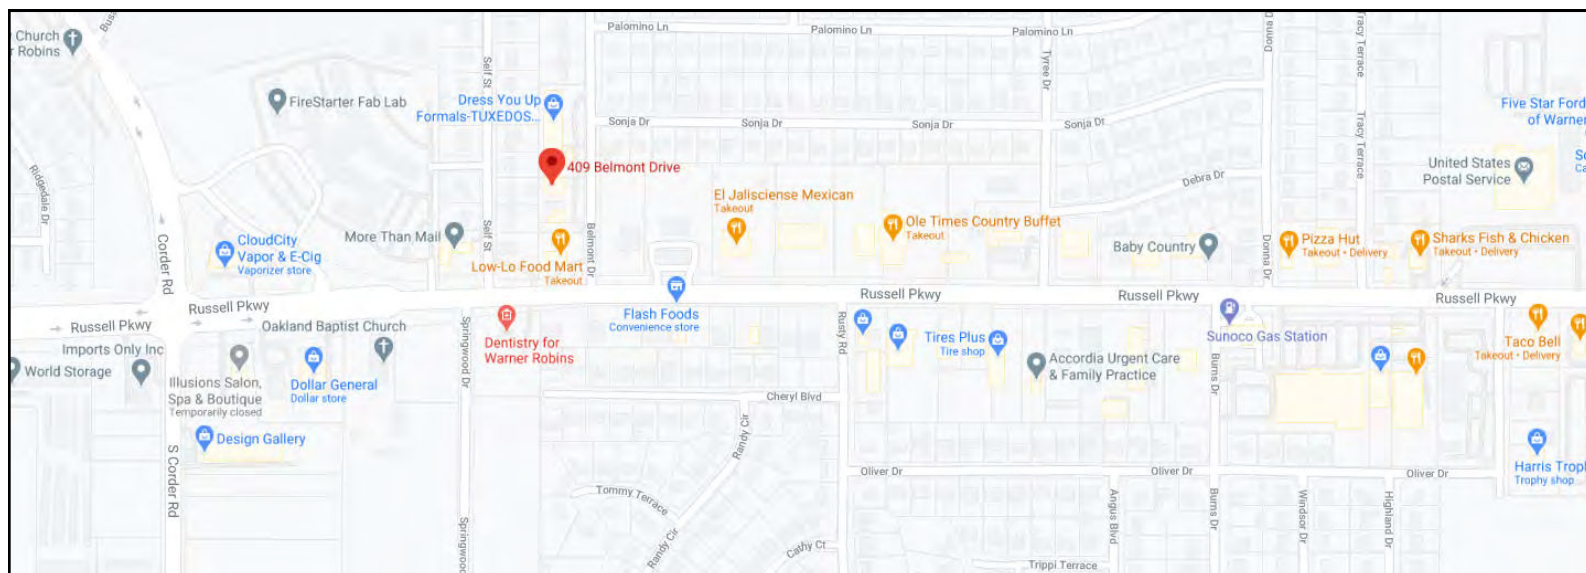 Church
r Robins
Bus
Palomino Ln
Palomino Ln
Palomino Ln
Donna D
Tracy Terrace
Self St
Tyree Dr
FireStarter Fab Lab
Dress You Up
Formals-TUXEDOS...
Five Star Ford
of Warner
Sonja Dr
Sonja Dr
Sonja Dr
Sonja Dr
Tracy Terrace
409 Belmont Drive
United States
Postal Service
So
Ca
Ridgedale Dr
Debra Dr
El Jalisciense Mexican
Takeout
Ole Times Country Buffet
Takeout
Self St
Belmont Dr
More Than Mail
Corder Rd
CloudCity
Vapor & E-Cig
Vaporizer store
Low-Lo Food Mart
Takeout
Baby Country
Donna Dr
Pizza Hut
Takeout • Delivery
Sharks Fish & Chicken
Takeout • Delivery
Russell Pkwy
Russell Pkwy
Russell Pkwy
Russell Pkwy
Russell Pkwy
Flash Foods
Convenience store
Oakland Baptist Church
Dentistry for
Warner Robins
Springwood Dr
Rusty Rd
Tires Plus
Tire shop
Sunoco Gas Station
Taco Bell
Takeout • Delivery
Imports Only Inc
World Storage
Illusions Salon,
Spa & Boutique
Temporarily closed
Dollar General
Dollar store
Accordia Urgent Care
& Family Practice
Burns Dr
Cheryl Blvd
Randy Cir
Design Gallery
S Corder Rd
Oliver Dr
Oliver Dr
Oliver Dr
Harris Troph
Trophy shop
Tommy Terrace
Springwood
Randy Cir
Cathy Ct
Angus Blvd
Burns Dr
Windsor Dr
Highland Dr
Trippi Terrace